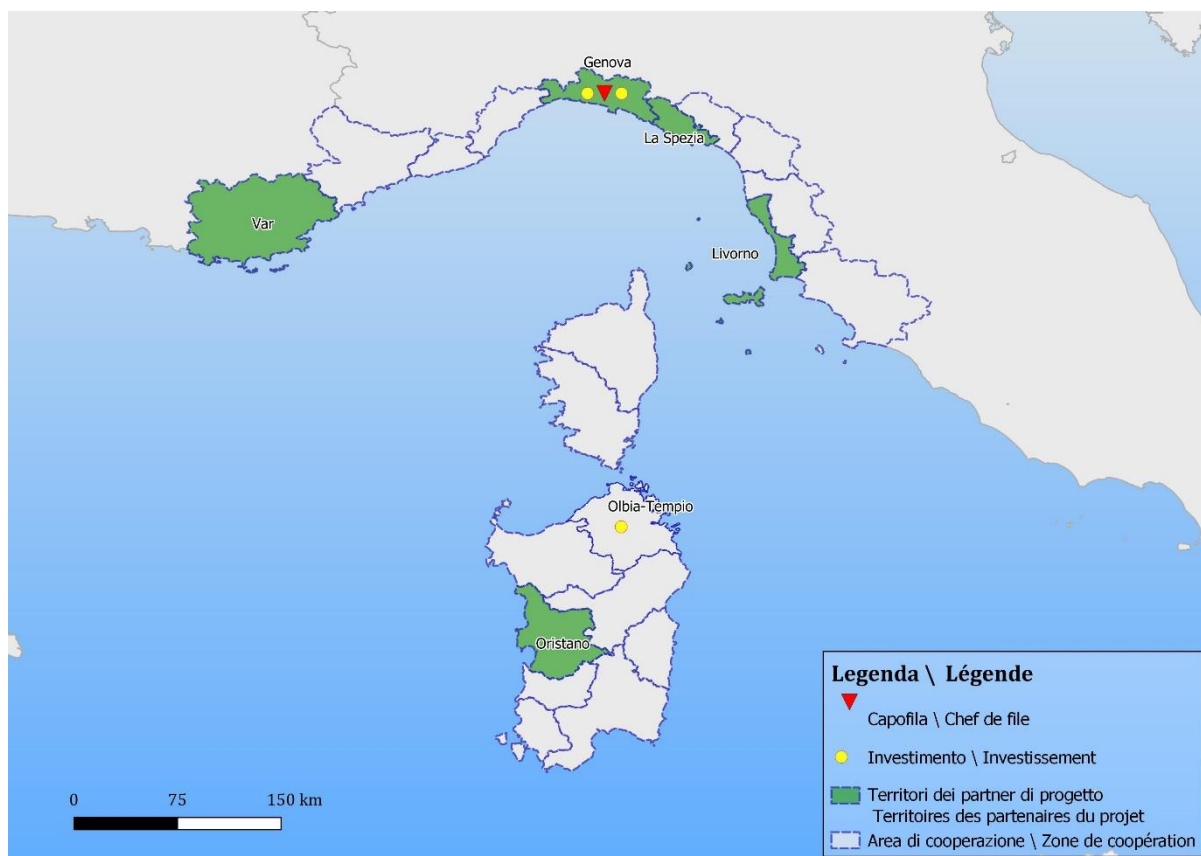 Genova
La Spezia
Var
Livorno
Olbia-Tempio
Oristano
Legenda \ Légende
Capofila \ Chef de file
Investimento \ Investissement
Territori dei partner di progetto
Territoires des partenaires du projet
Area di cooperazione \ Zone de coopération
0 75 150 km